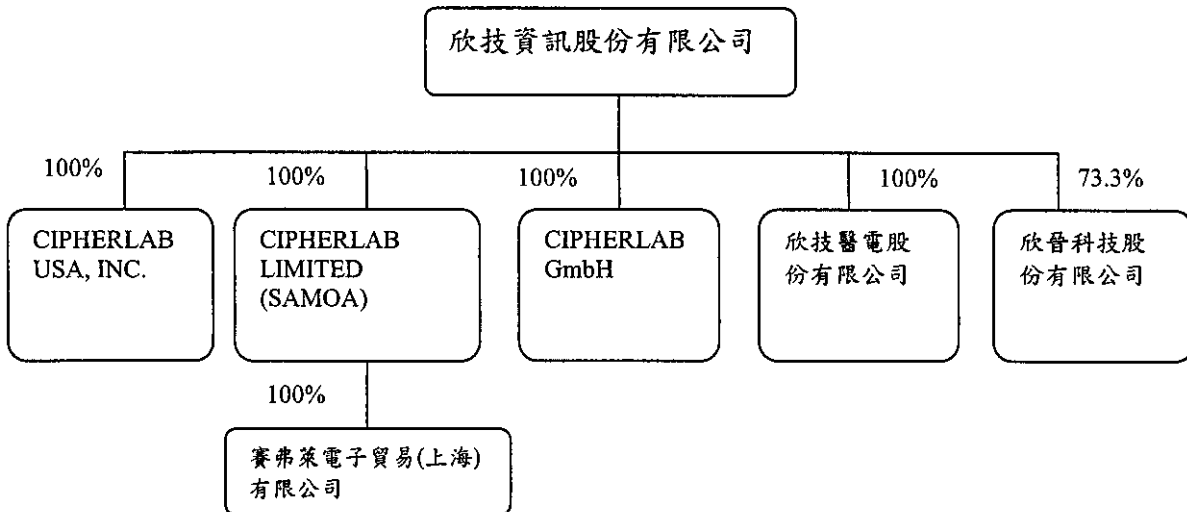 欣技資訊股份有限公司
100%
100%
100%
100%
73.3%
CIPHERLAB
USA, INC.
CIPHERLAB
LIMITED
(SAMOA)
CIPHERLAB
GmbH
欣技醫電股
份有限公司
欣晉科技股
份有限公司
100%
賽弗萊電子貿易(上海)
有限公司